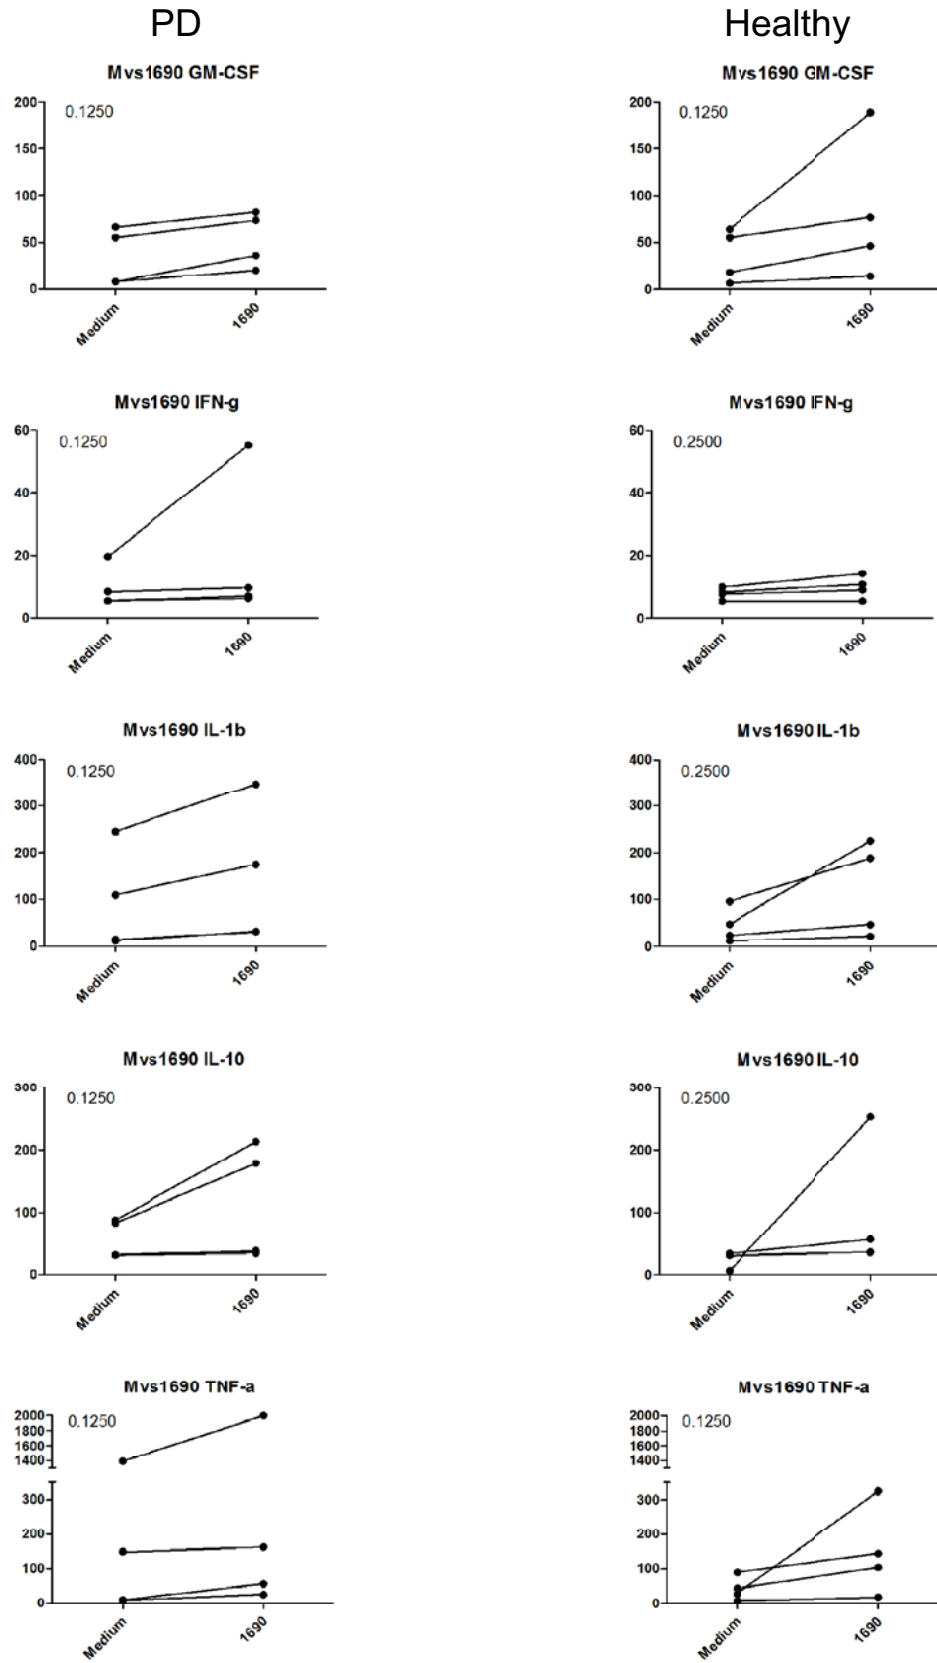 PD Healthy
Mvs1690 GM-CSF Mvs1690 GM-CSF
200 0.1250 200 0.1250
150 150
100 100
50 50
0 0
Medium 1690 Medium 1690
Mvs1690 IFN-g Mvs1690 IFN-g
60 0.1250 60 0.2500
40 40
20 20
0 0
Medium 1690 Medium 1690
Mvs1690 IL-1b Mvs1690 IL-1b
400 0.1250 400 0.2500
300 300
200 200
100 100
0 0
Medium 1690 Medium 1690
Mvs1690 IL-10 Mvs1690 IL-10
300 0.1250 300 0.2500
200 200
100 100
0 0
Medium 1690 Medium 1690
Mvs1690 TNF-a Mvs1690 TNF-a
2000 0.1250 2000 0.1250
1800 1800
1600 1600
1400 1400
300 300
200 200
100 100
0 0
Medium 1690 Medium 1690